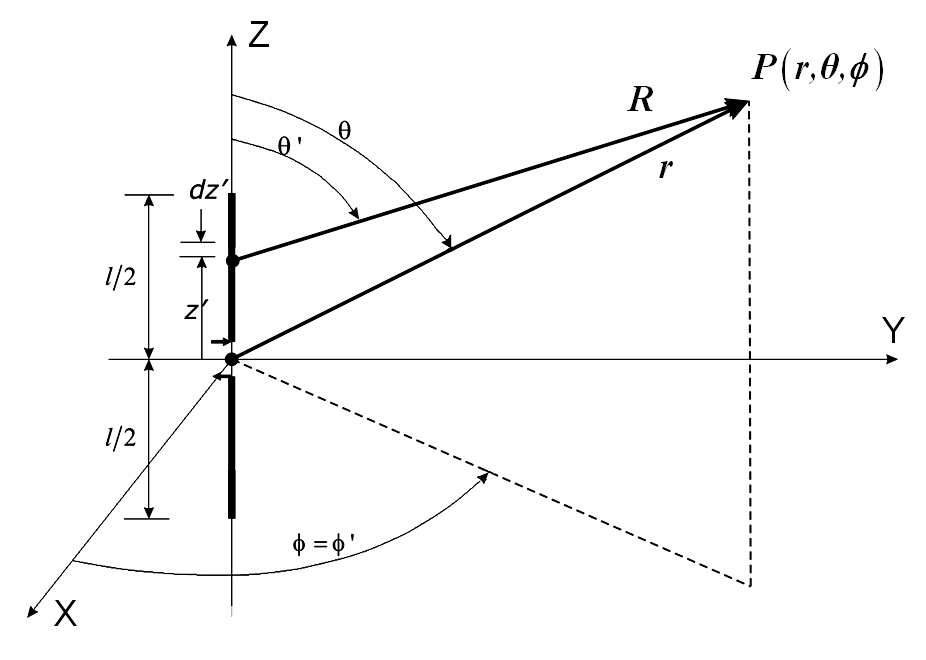 Z
P(r,θ,ϕ)
R
θ
θ'
r
dz′
l/2
z′
Y
l/2
ϕ = ϕ'
X